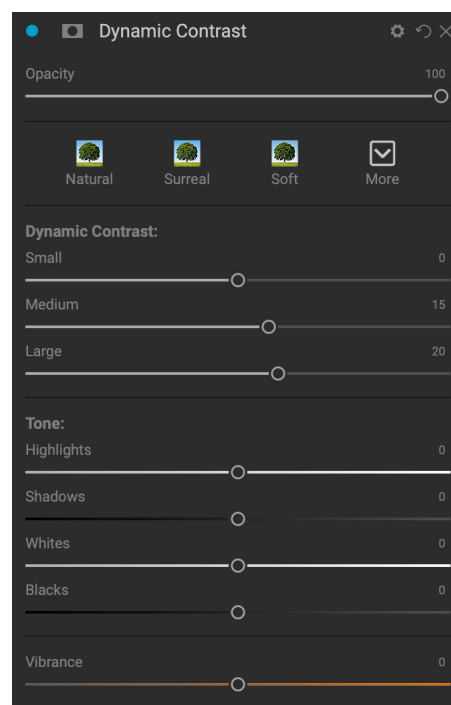 Dynamic Contrast
Opacity 100
Natural Surreal Soft More
Dynamic Contrast:
Small 0
Medium 15
Large 20
Tone:
Highlights 0
Shadows 0
Whites 0
Blacks 0
Vibrance 0